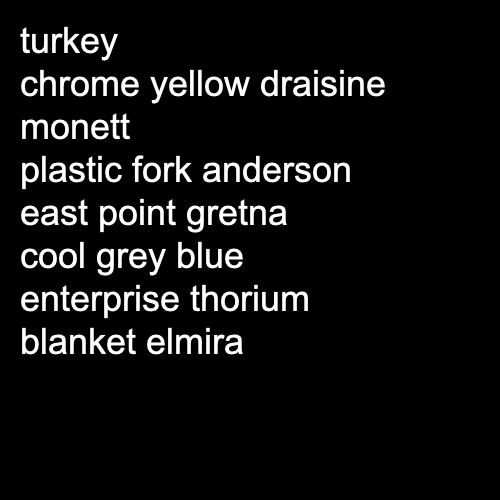 turkey
chrome yellow draisine
monett
plastic fork anderson
east point gretna
cool grey blue
enterprise thorium
blanket elmira